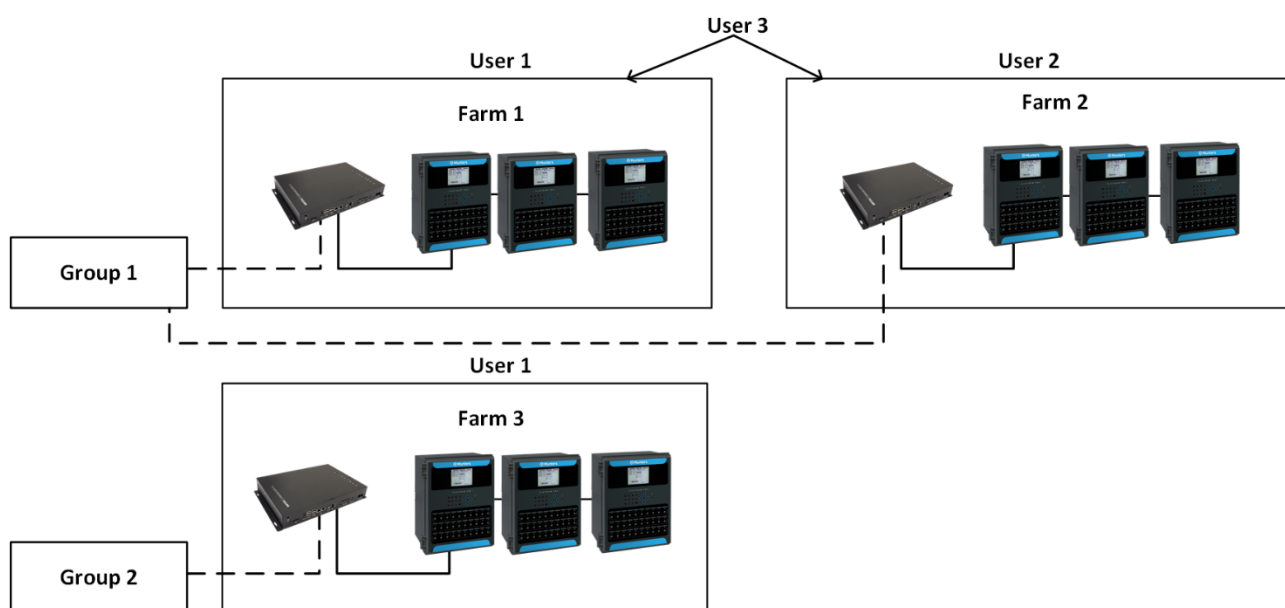 User 3
User 1
User 2
Farm 1
Farm 2
Group 1
User 1
Farm 3
Group 2